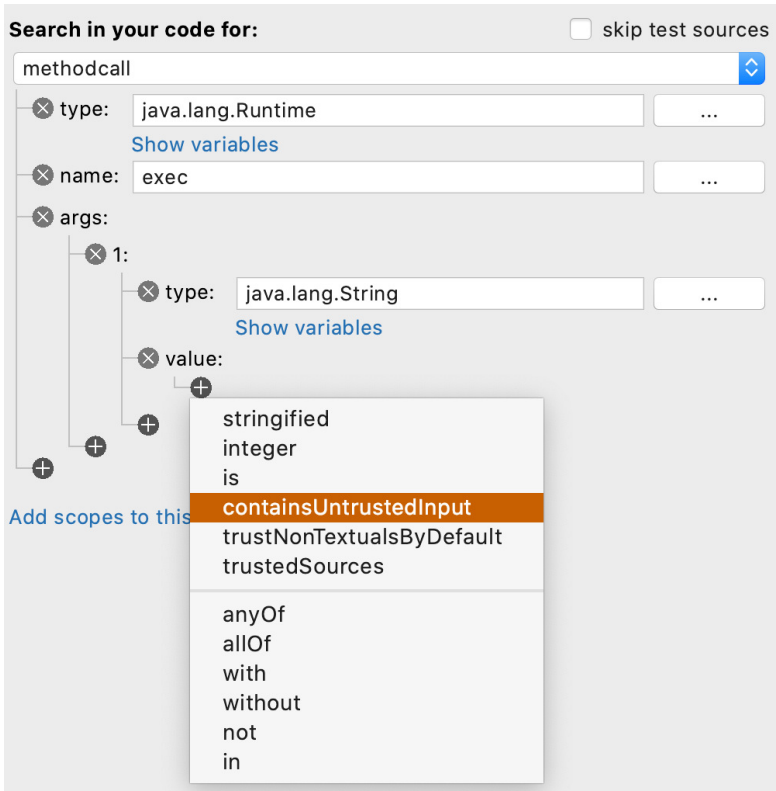 Search in your code for: skip test sources
methodcall
type: java.lang.Runtime ...
Show variables
name: exec ...
args:
1:
type: java.lang.String ...
Show variables
value:
stringified
integer
is
containsUntrustedInput
Add scopes to this
trustNonTextualsByDefault
trustedSources
anyOf
allOf
with
without
not
in